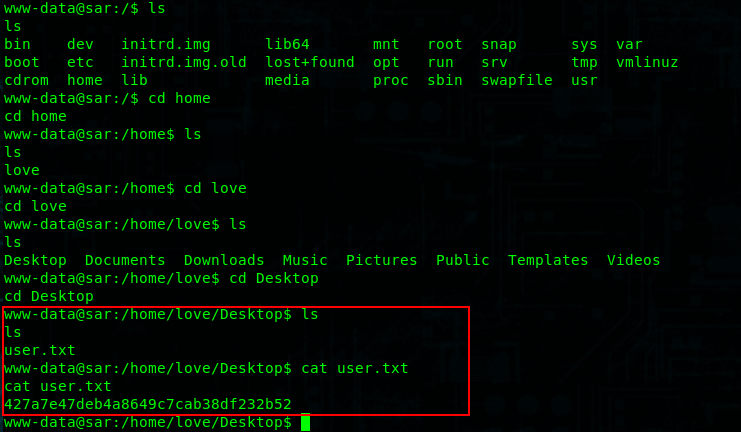 www-data@sar:/$ ls
ls
bin    dev   initrd.img      lib64       mnt   root  snap      sys  var
boot   etc   initrd.img.old  lost+found  opt   run   srv       tmp  vmlinuz
cdrom  home  lib             media       proc  sbin  swapfile  usr
www-data@sar:/$ cd home
cd home
www-data@sar:/home$ ls
ls
love
www-data@sar:/home$ cd love
cd love
www-data@sar:/home/love$ ls
ls
Desktop  Documents  Downloads  Music  Pictures  Public  Templates  Videos
www-data@sar:/home/love$ cd Desktop
cd Desktop
www-data@sar:/home/love/Desktop$ ls
ls
user.txt
www-data@sar:/home/love/Desktop$ cat user.txt
cat user.txt
427a7e47deb4a8649c7cab38df232b52
www-data@sar:/home/love/Desktop$